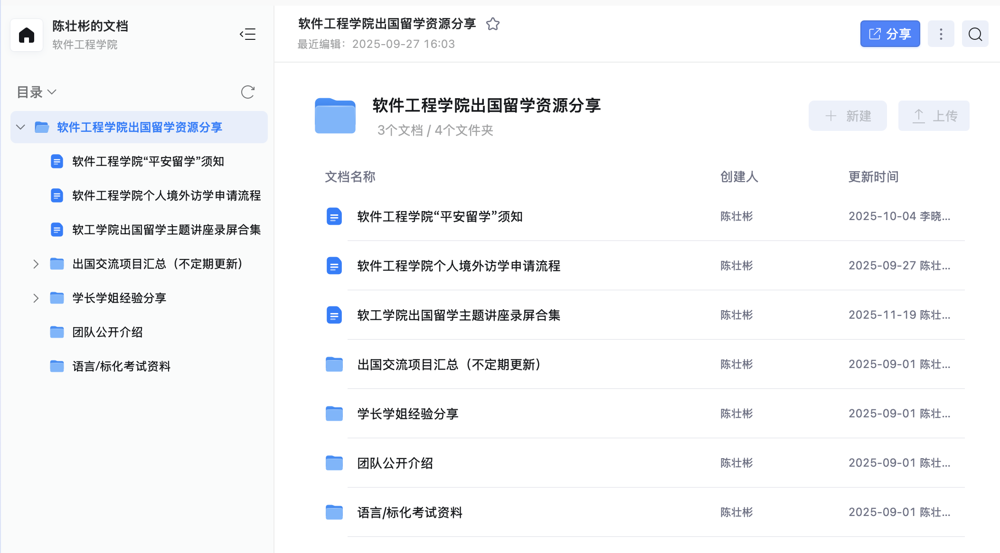 陈壮彬的文档
软件工程学院
目录
软件工程学院出国留学资源分享
软件工程学院“平安留学”须知
软件工程学院个人境外访学申请流程
软工学院出国留学主题讲座录屏合集
出国交流项目汇总（不定期更新）
学长学姐经验分享
团队公开介绍
语言/标化考试资料
软件工程学院出国留学资源分享
最近编辑：2025-09-27 16:03
分享
软件工程学院出国留学资源分享
3个文档 / 4个文件夹
新建 上传
文档名称 创建人 更新时间
软件工程学院“平安留学”须知 陈壮彬 2025-10-04 李晓...
软件工程学院个人境外访学申请流程 陈壮彬 2025-09-27 陈壮...
软工学院出国留学主题讲座录屏合集 陈壮彬 2025-11-19 陈壮...
出国交流项目汇总（不定期更新） 陈壮彬 2025-09-01 陈壮...
学长学姐经验分享 陈壮彬 2025-09-01 陈壮...
团队公开介绍 陈壮彬 2025-09-01 陈壮...
语言/标化考试资料 陈壮彬 2025-09-01 陈壮...